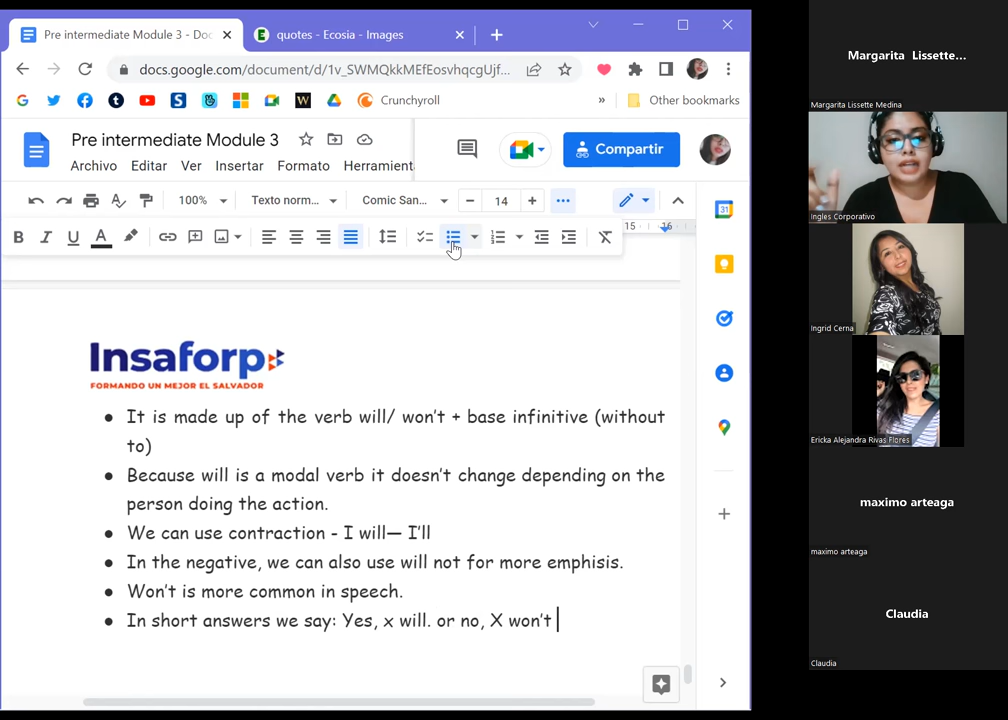 Pre intermediate Module 3 - Doc
quotes - Ecosia - Images
docs.google.com/document/d/1v_SWMQkkMEfEosvhqcgUjf...
Crunchyroll
»
Other bookmarks
Pre intermediate Module 3
Archivo Editar Ver Insertar Formato Herramient
Compartir
100% Texto norm... Comic San... 14
15 16
Insaforp
FORMANDO UN MEJOR EL SALVADOR
● It is made up of the verb will/ won't + base infinitive (without
to)
● Because will is a modal verb it doesn't change depending on the
person doing the action.
● We can use contraction - I will— I'll
● In the negative, we can also use will not for more emphisis.
● Won't is more common in speech.
● In short answers we say: Yes, x will. or no, X won't
Margarita Lissette...
Margarita Lissette Medina
Ingles Corporativo
Ingrid Cerna
Ericka Alejandra Rivas Flores
maximo arteaga
maximo arteaga
Claudia
Claudia